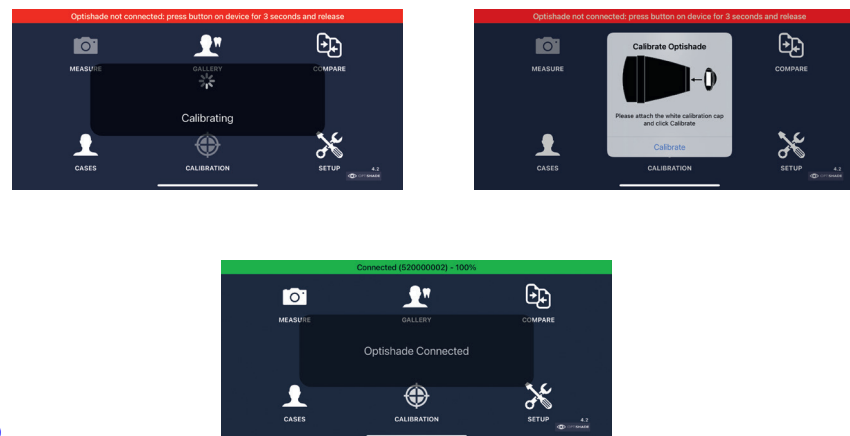 Optishade not connected: press button on device for 3 seconds and release
MEASURE
GALLERY
COMPARE
Calibrating
CASES
CALIBRATION
SETUP
4.2
OPTISHADE
Optishade not connected: press button on device for 3 seconds and release
MEASURE
Calibrate Optishade
COMPARE
Please attach the white calibration cap
and click Calibrate
Calibrate
CASES
CALIBRATION
SETUP
4.2
OPTISHADE
Connected (520000002) - 100%
MEASURE
GALLERY
COMPARE
Optishade Connected
CASES
CALIBRATION
SETUP
4.2
OPTISHADE